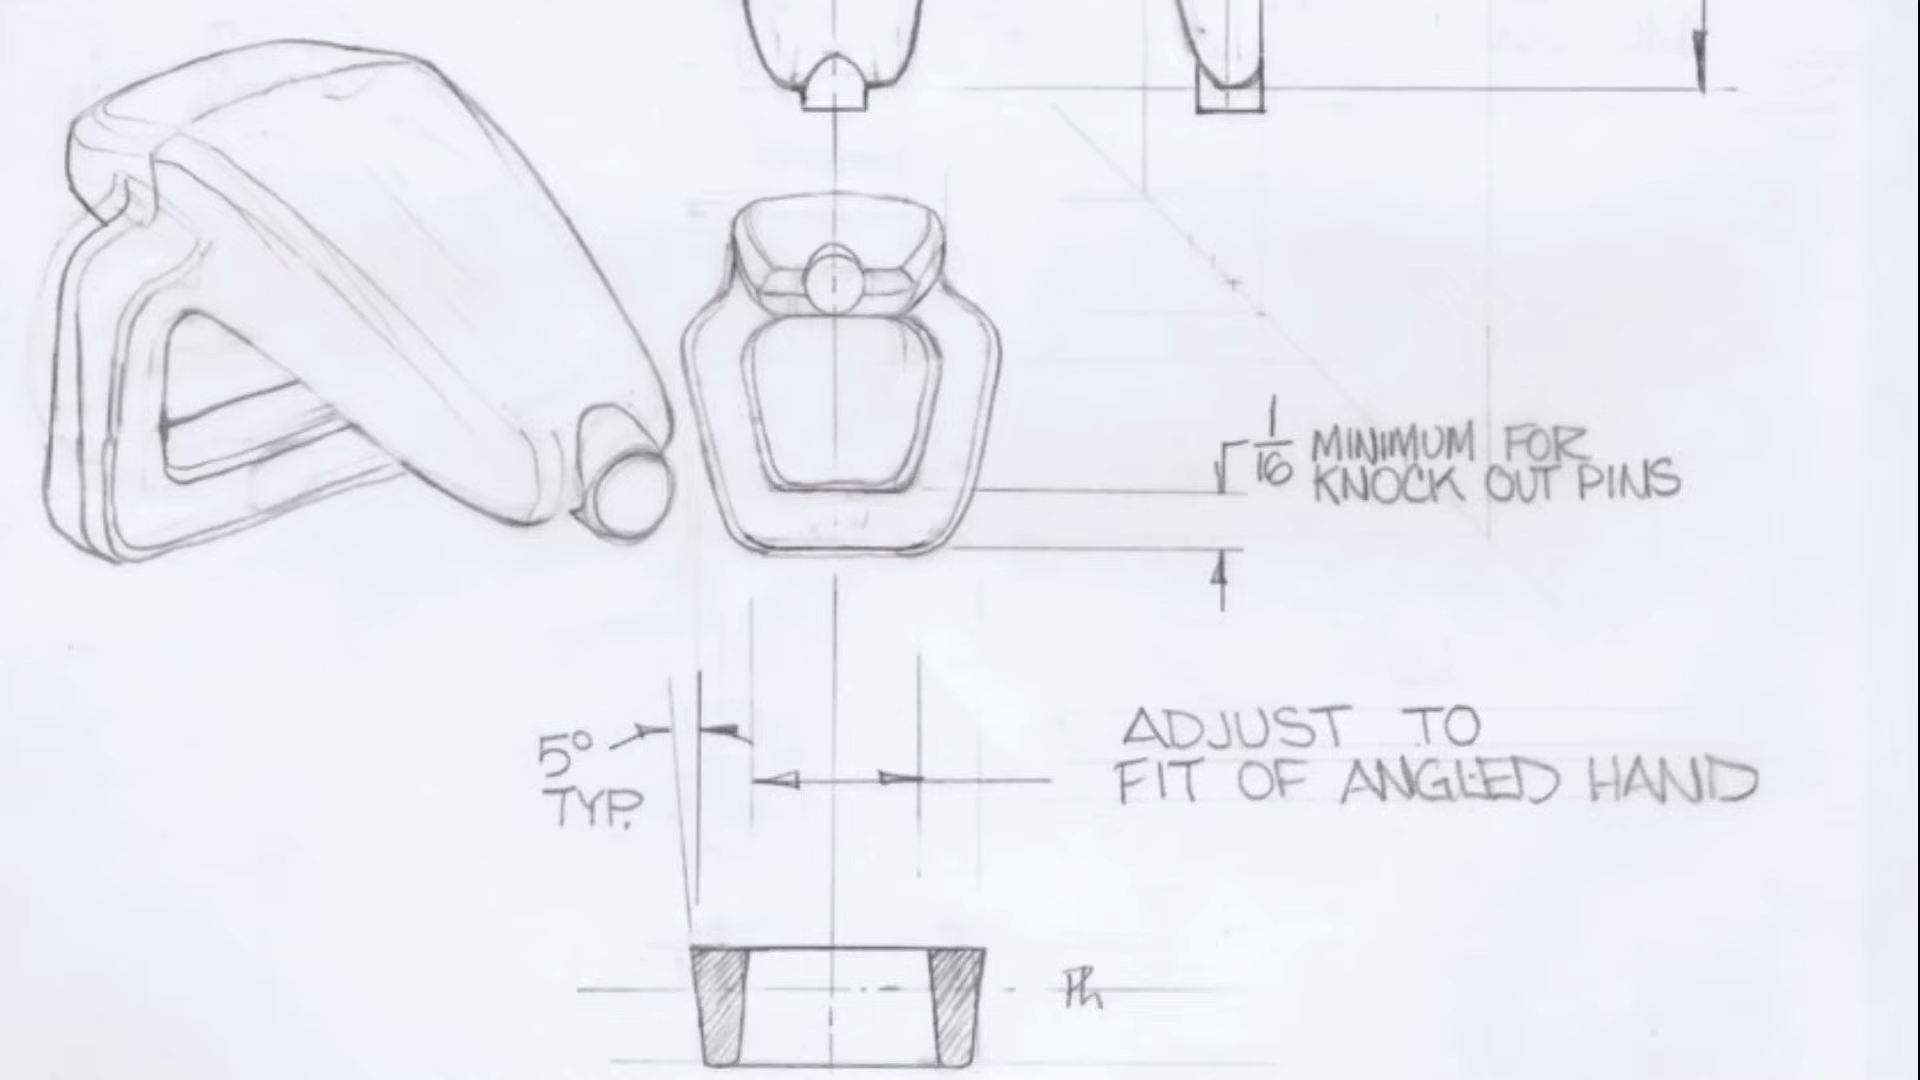 1/16 MINIMUM FOR
KNOCK OUT PINS
5° TYP.
ADJUST TO
FIT OF ANGLED HAND